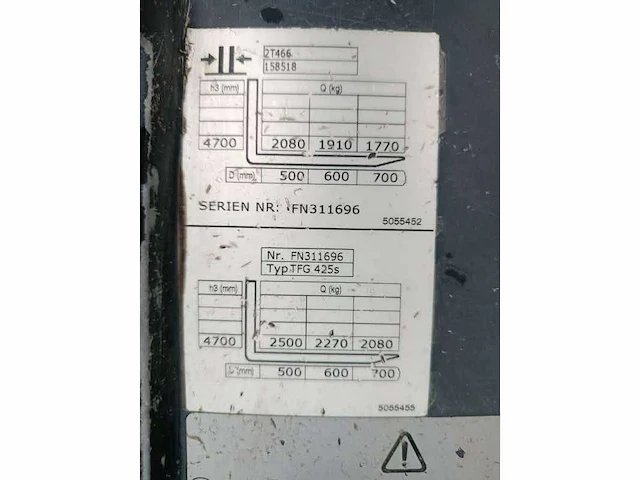 2T466
158518
h3 (mm) Q (kg)
4700 2080 1910 1770
D (mm) 500 600 700
SERIEN NR: FN311696
5055452
Nr. FN311696
Typ TFG 425s
h3 (mm) Q (kg)
4700 2500 2270 2080
(mm) 500 600 700
5055455